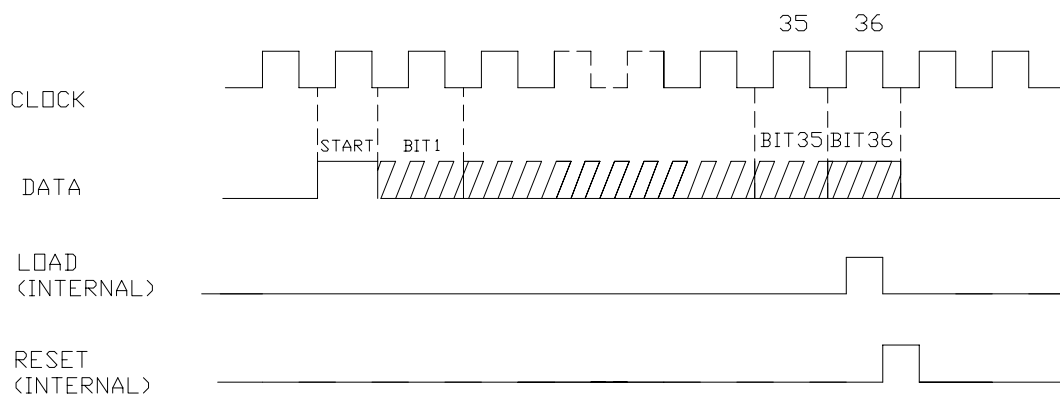 35 36
CLOCK
START BIT1 BIT35 BIT36
DATA
LOAD
(INTERNAL)
RESET
(INTERNAL)